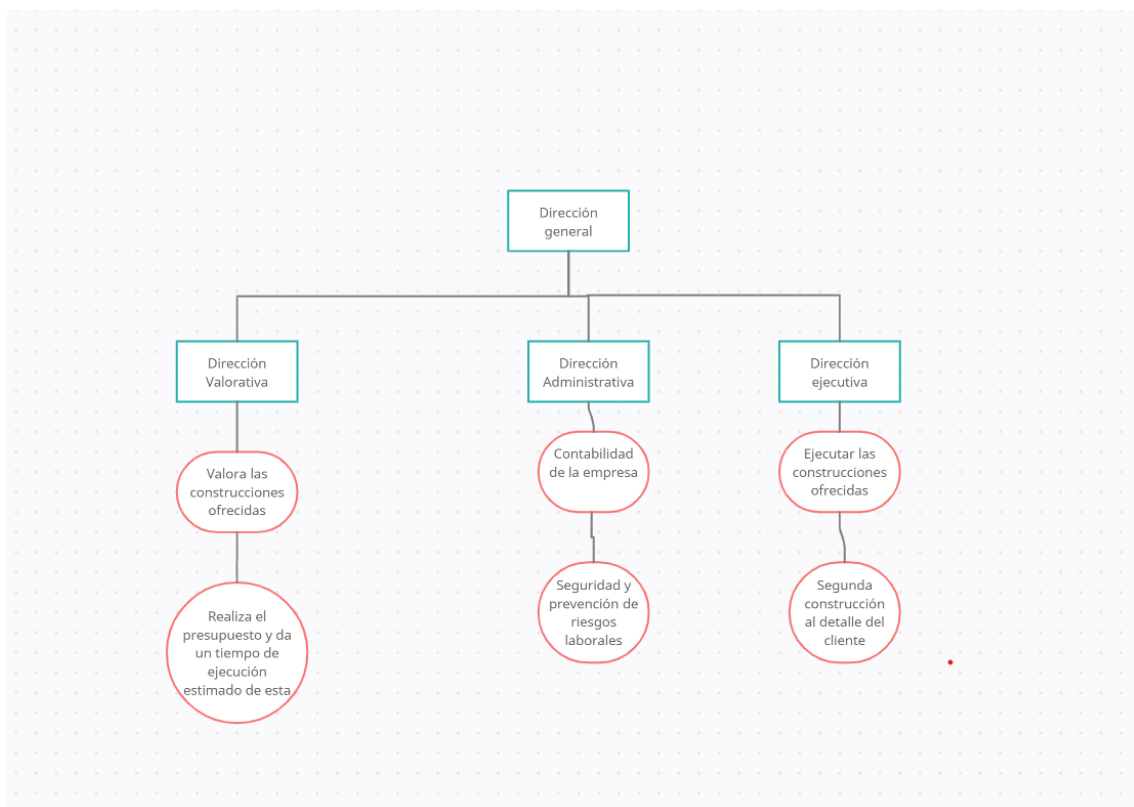 Dirección
general
Dirección
Valorativa
Dirección
Administrativa
Dirección
ejecutiva
Valora las
construcciones
ofrecidas
Contabilidad
de la empresa
Ejecutar las
construcciones
ofrecidas
Realiza el
presupuesto y da
un tiempo de
ejecución
estimado de esta
Seguridad y
prevención de
riesgos
laborales
Segunda
construcción
al detalle del
cliente